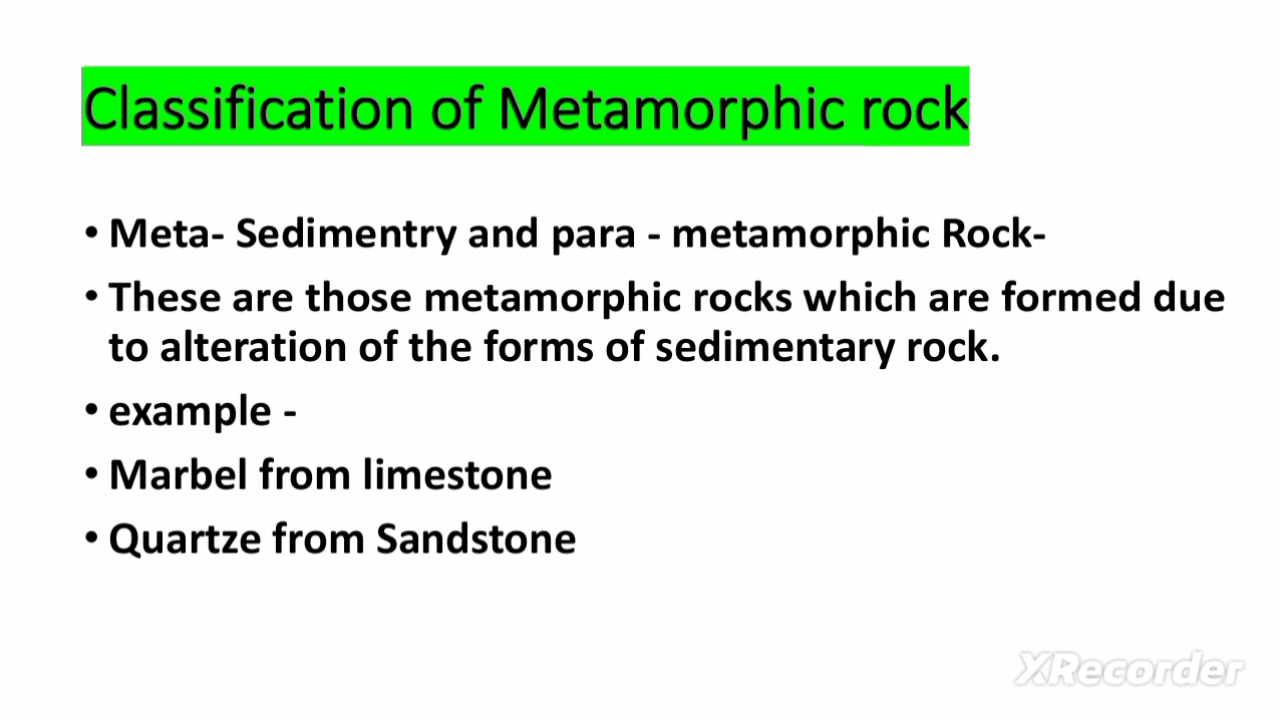 Classification of Metamorphic rock
• Meta- Sedimentry and para - metamorphic Rock-
• These are those metamorphic rocks which are formed due
to alteration of the forms of sedimentary rock.
• example -
• Marbel from limestone
• Quartze from Sandstone
XRecorder